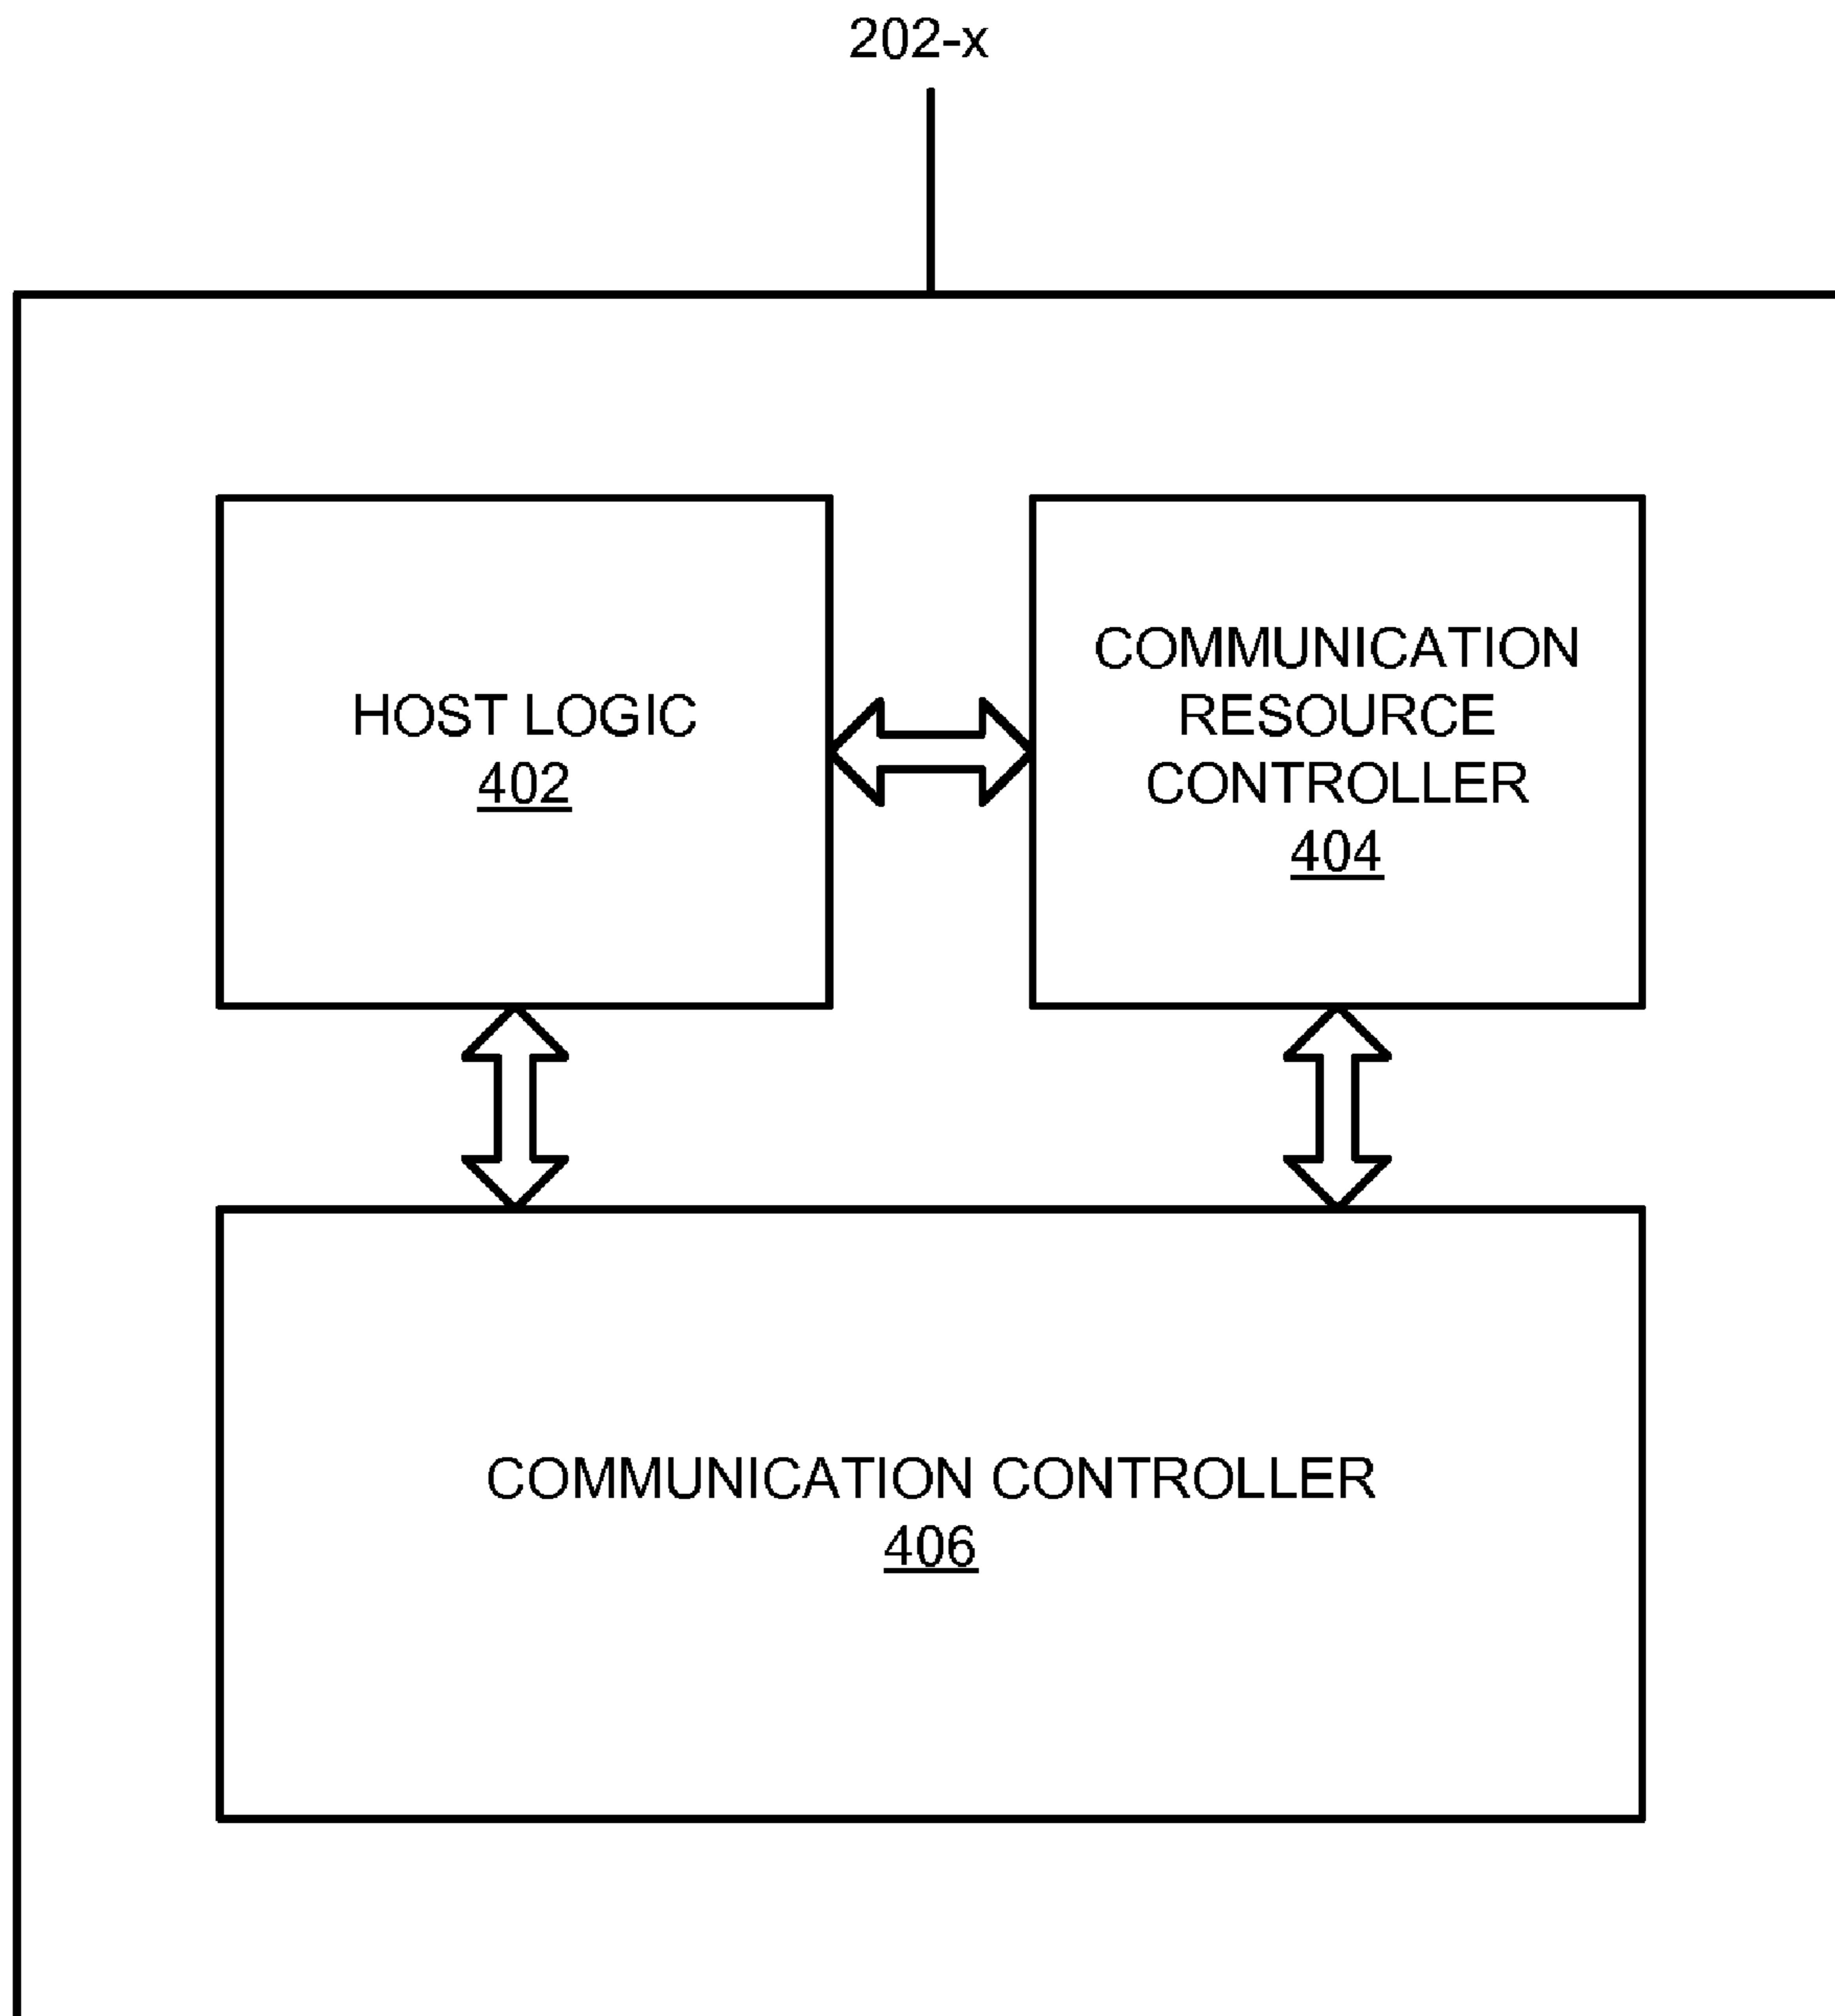 202-x
HOST LOGIC
402
COMMUNICATION
RESOURCE
CONTROLLER
404
COMMUNICATION CONTROLLER
406